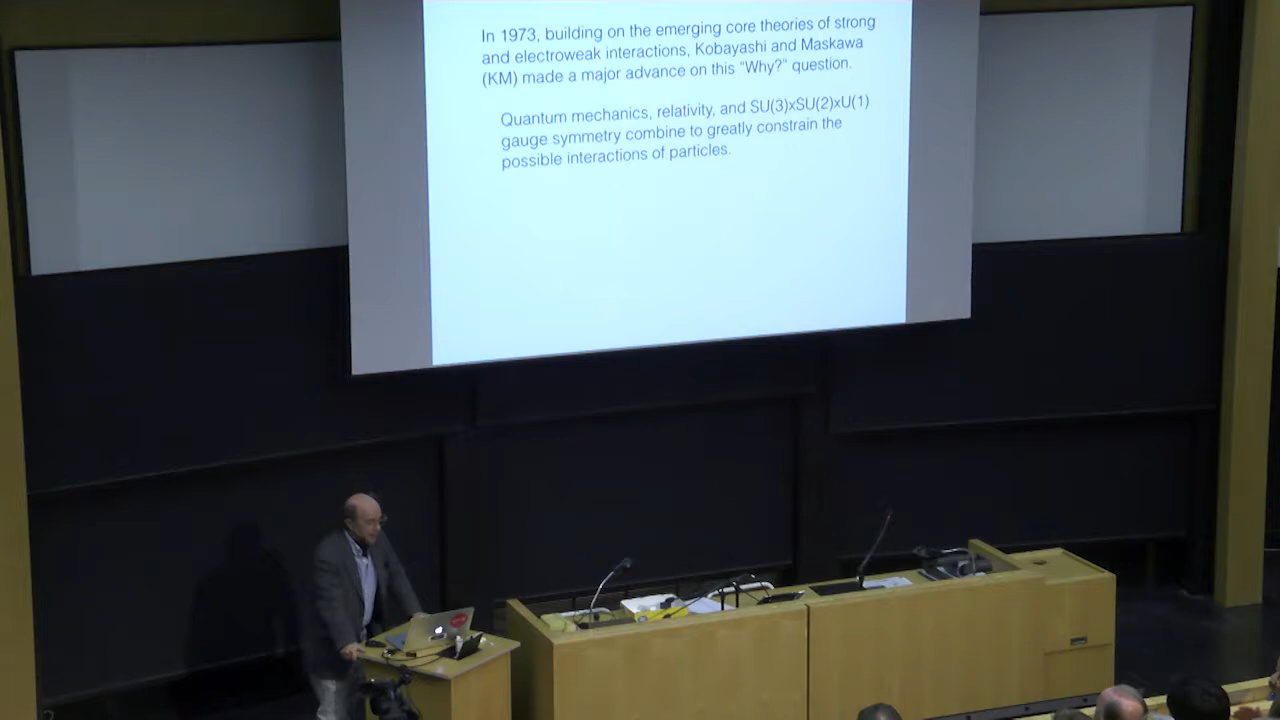 In 1973, building on the emerging core theories of strong
and electroweak interactions, Kobayashi and Maskawa
(KM) made a major advance on this “Why?” question.
Quantum mechanics, relativity, and SU(3)xSU(2)xU(1)
gauge symmetry combine to greatly constrain the
possible interactions of particles.